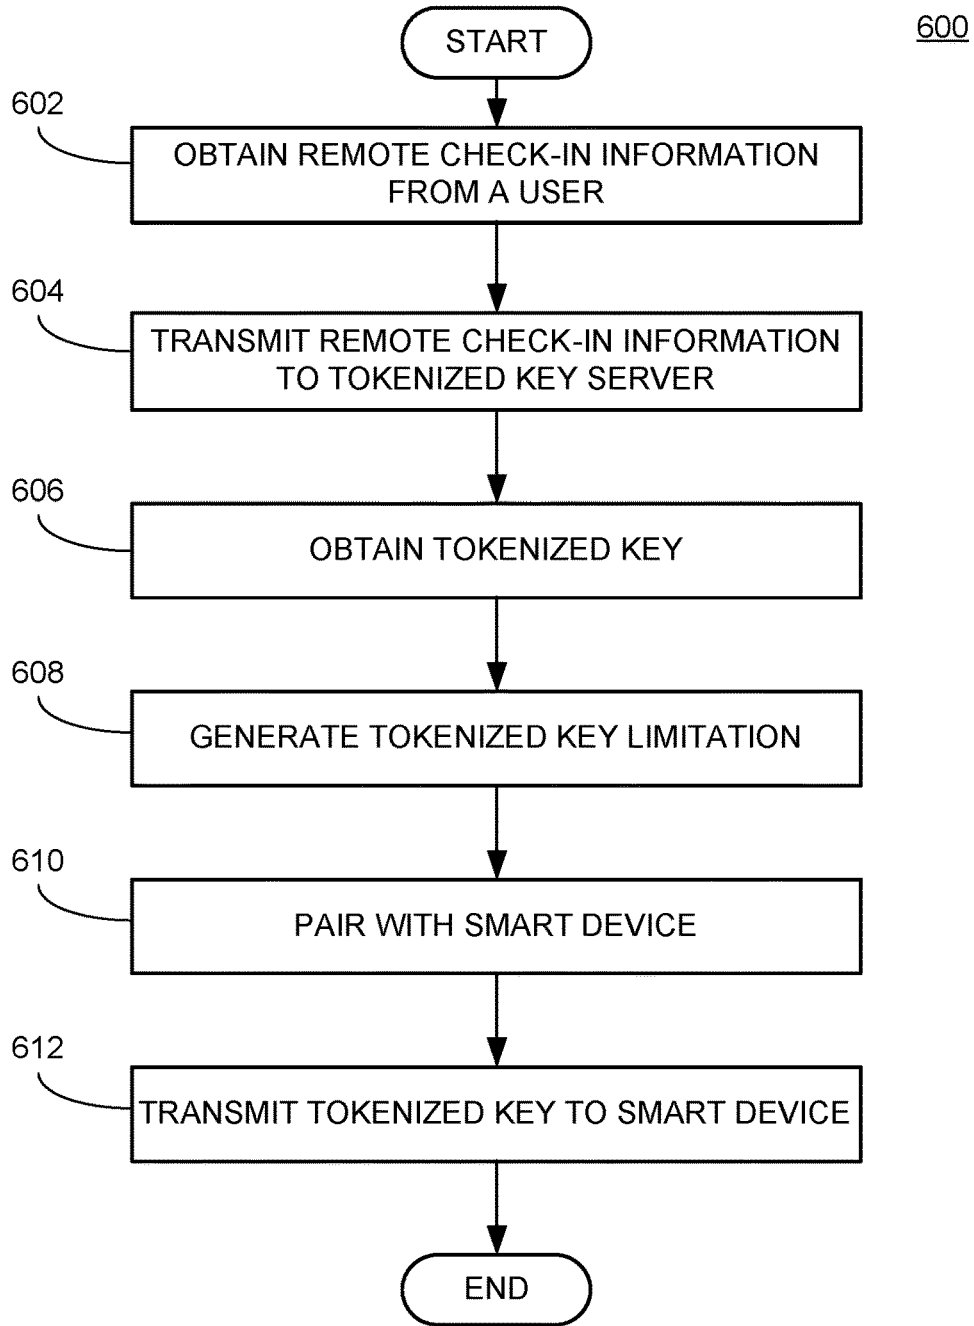 600
START
602
OBTAIN REMOTE CHECK-IN INFORMATION
FROM A USER
604
TRANSMIT REMOTE CHECK-IN INFORMATION
TO TOKENIZED KEY SERVER
606
OBTAIN TOKENIZED KEY
608
GENERATE TOKENIZED KEY LIMITATION
610
PAIR WITH SMART DEVICE
612
TRANSMIT TOKENIZED KEY TO SMART DEVICE
END